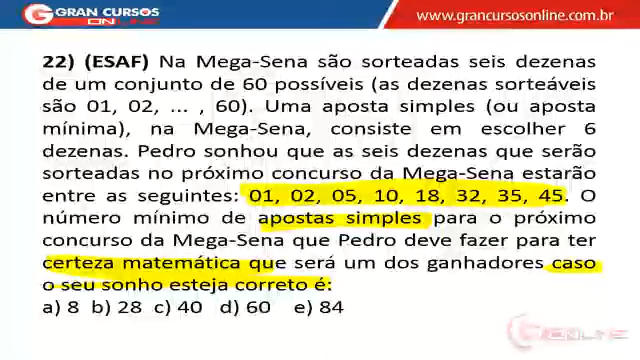 GRAN CURSOS
ONLINE
www.grancursosonline.com.br
22) (ESAF) Na Mega-Sena são sorteadas seis dezenas
de um conjunto de 60 possíveis (as dezenas sorteáveis
são 01, 02, ... , 60). Uma aposta simples (ou aposta
mínima), na Mega-Sena, consiste em escolher 6
dezenas. Pedro sonhou que as seis dezenas que serão
sorteadas no próximo concurso da Mega-Sena estarão
entre as seguintes: 01, 02, 05, 10, 18, 32, 35, 45. O
número mínimo de apostas simples para o próximo
concurso da Mega-Sena que Pedro deve fazer para ter
certeza matemática que será um dos ganhadores caso
o seu sonho esteja correto é:
a) 8 b) 28 c) 40 d) 60 e) 84